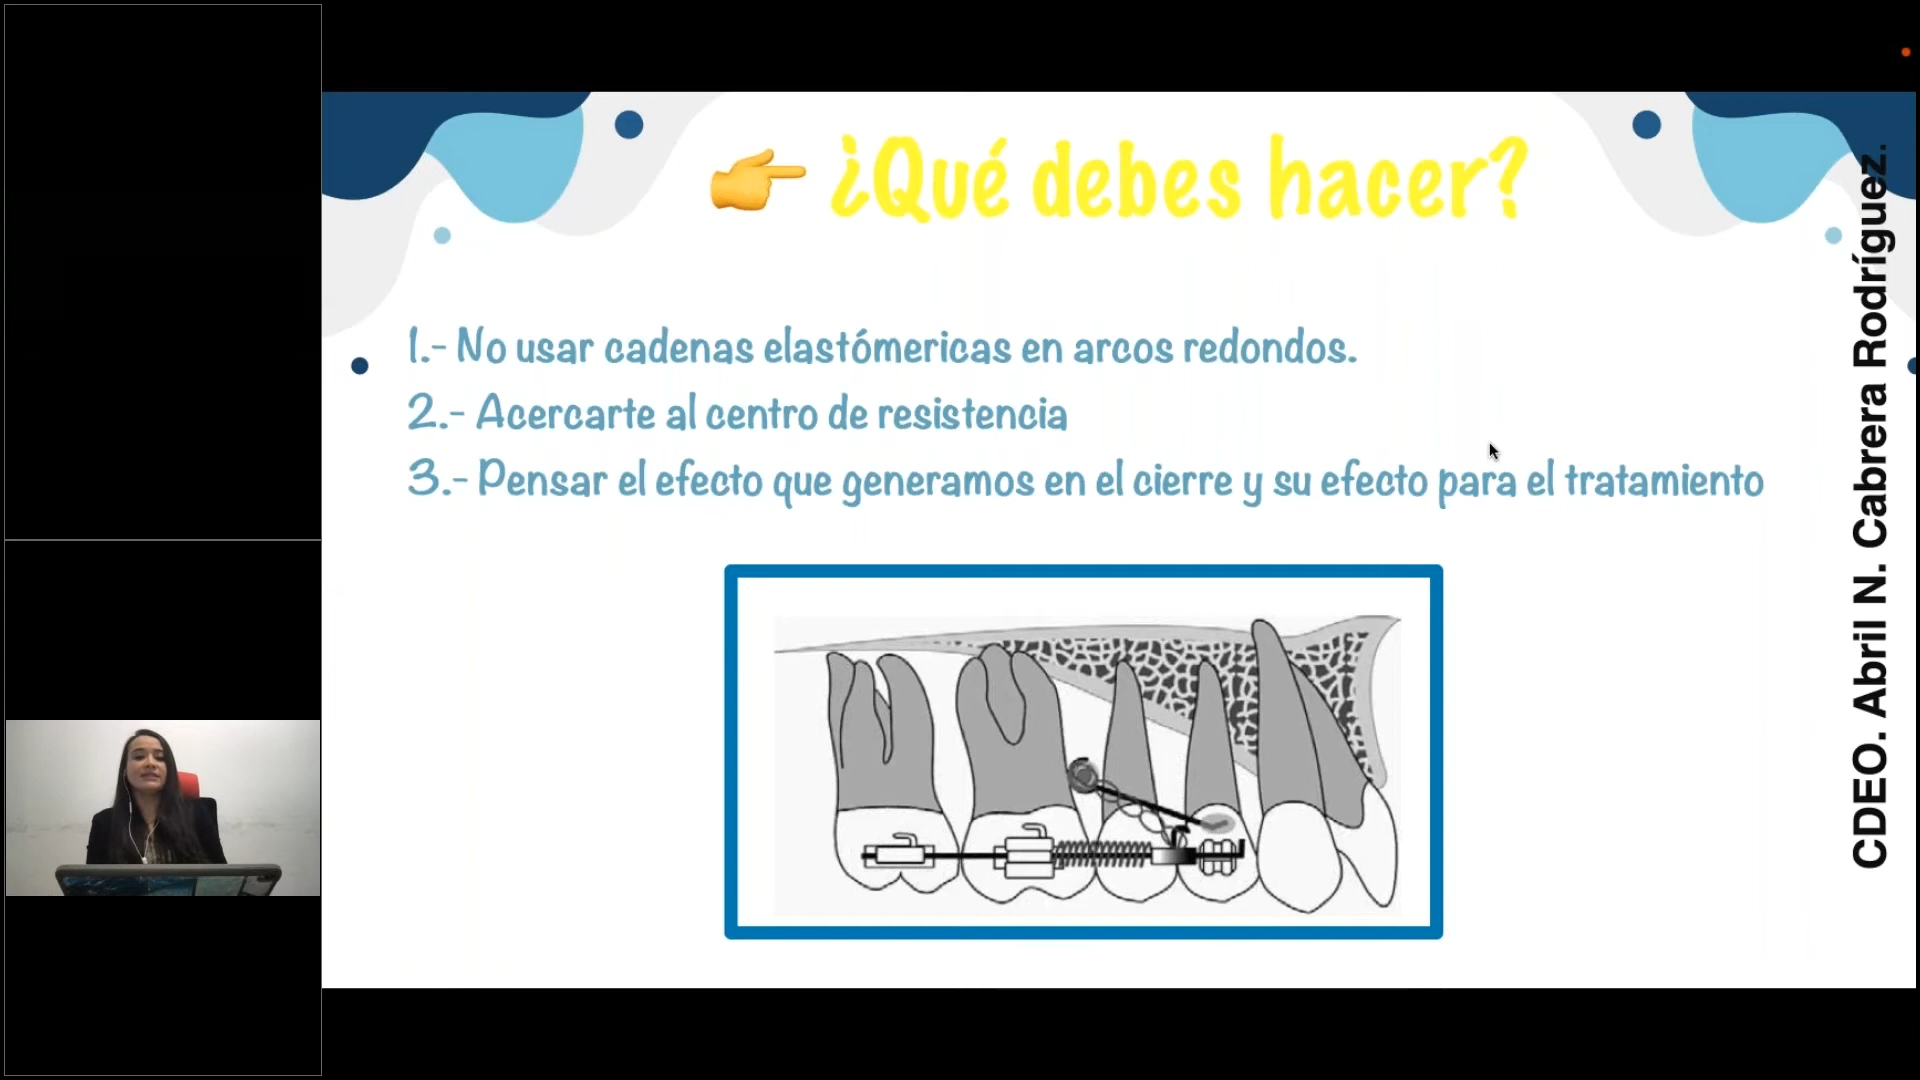 ¿Qué debes hacer?
1.- No usar cadenas elastómericas en arcos redondos.
2.- Acercarte al centro de resistencia
3.- Pensar el efecto que generamos en el cierre y su efecto para el tratamiento
CDEO. Abril N. Cabrera Rodríguez.